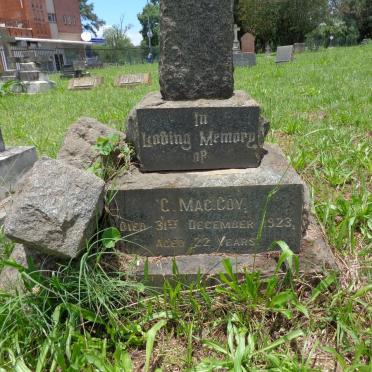 IN
LOVING MEMORY
OF
C. MACCOY,
DIED 31ST DECEMBER 1923,
AGED 22 YEARS